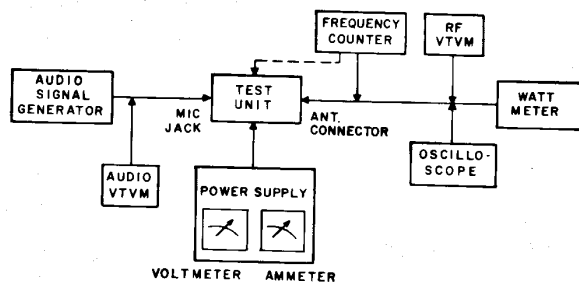 FREQUENCY
COUNTER
RF
VTVM
AUDIO
SIGNAL
GENERATOR
TEST
UNIT
MIC
JACK
ANT.
CONNECTOR
WATT
METER
OSCILLO-
SCOPE
AUDIO
VTVM
POWER SUPPLY
VOLTMETER AMMETER